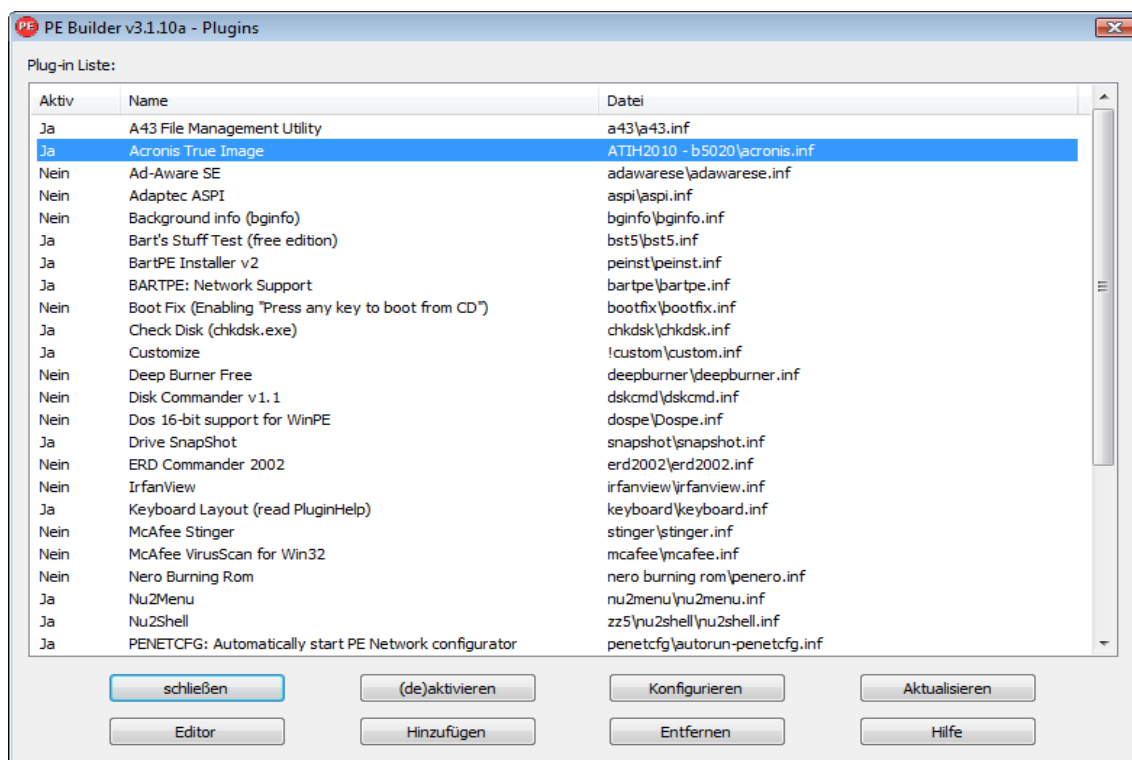 PE PE Builder v3.1.10a - Plugins
Plug-in Liste:
Aktiv Name Datei
Ja A43 File Management Utility a43\a43.inf
Ja Acronis True Image ATIH2010 - b5020\acronis.inf
Nein Ad-Aware SE adawarese\adawarese.inf
Nein Adaptec ASPI aspi\aspi.inf
Nein Background info (bginfo) bginfo\bginfo.inf
Ja Bart's Stuff Test (free edition) bst5\bst5.inf
Ja BartPE Installer v2 peinst\peinst.inf
Ja BARTPE: Network Support bartpe\bartpe.inf
Nein Boot Fix (Enabling "Press any key to boot from CD") bootfix\bootfix.inf
Ja Check Disk (chkdsk.exe) chkdsk\chkdsk.inf
Ja Customize !custom\custom.inf
Nein Deep Burner Free deepburner\deepburner.inf
Nein Disk Commander v1.1 dskcmd\dskcmd.inf
Nein Dos 16-bit support for WinPE dospe\Dospe.inf
Ja Drive SnapShot snapshot\snapshot.inf
Nein ERD Commander 2002 erd2002\erd2002.inf
Nein IrfanView irfanview\irfanview.inf
Ja Keyboard Layout (read PluginHelp) keyboard\keyboard.inf
Nein McAfee Stinger stinger\stinger.inf
Nein McAfee VirusScan for Win32 mcafee\mcafee.inf
Nein Nero Burning Rom nero burning rom\penero.inf
Ja Nu2Menu nu2menu\nu2menu.inf
Ja Nu2Shell zz5\nu2shell\nu2shell.inf
Ja PENETCFG: Automatically start PE Network configurator penetcfg\autorun-penetcfg.inf
schließen (de)aktivieren Konfigurieren Aktualisieren
Editor Hinzufügen Entfernen Hilfe